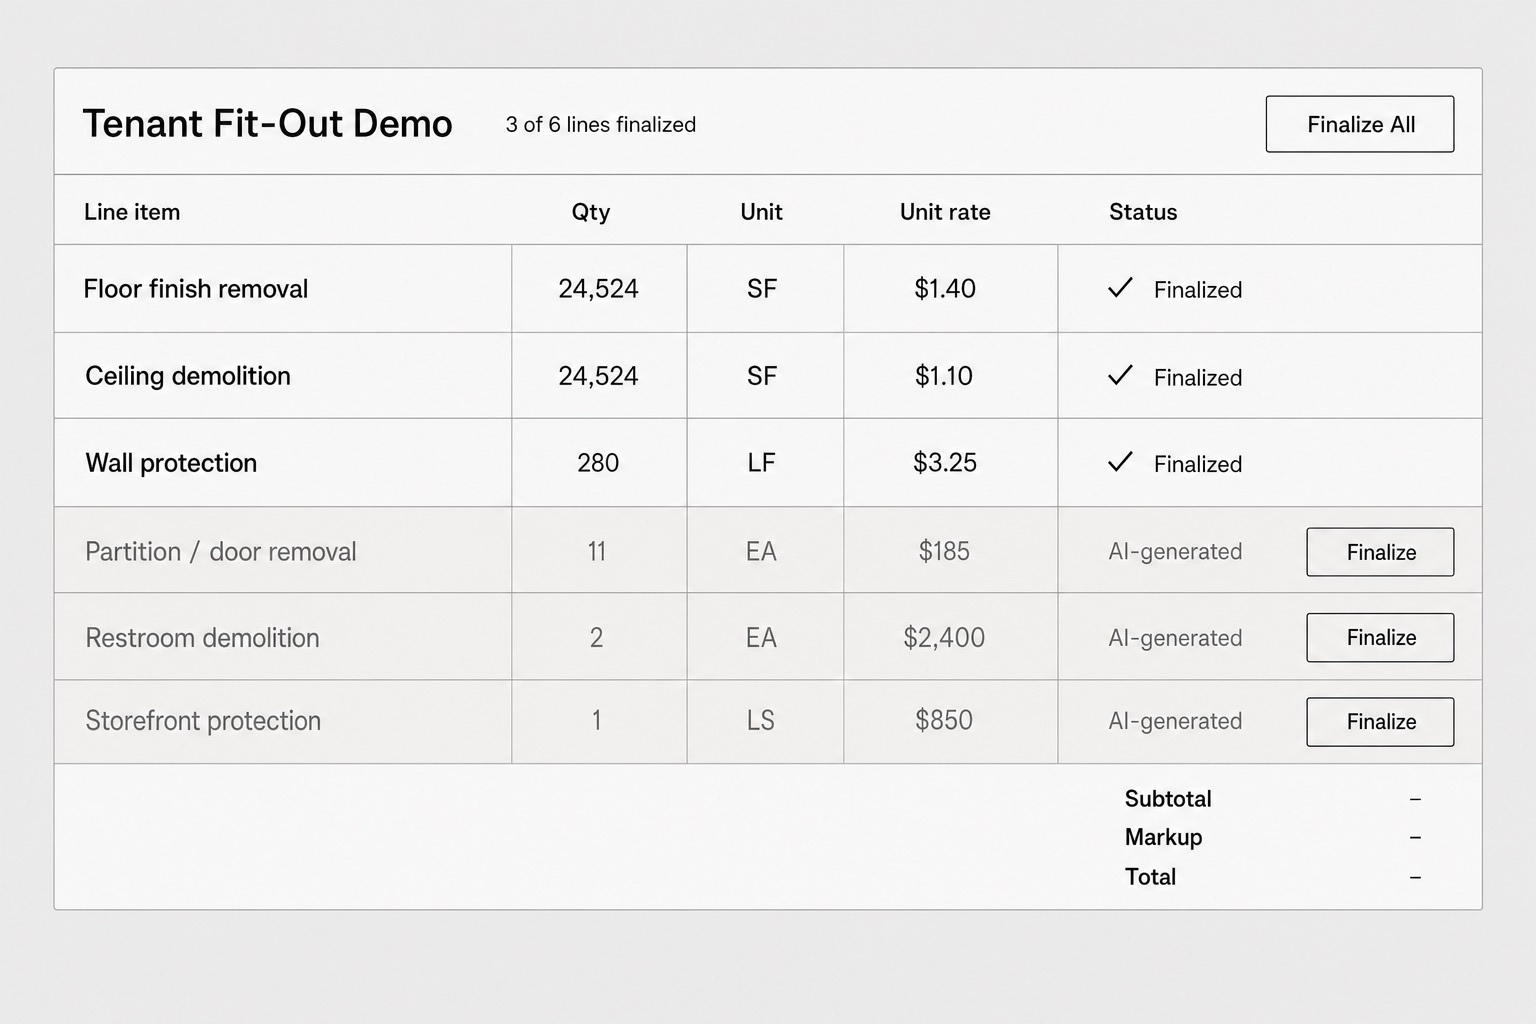 Tenant Fit-Out Demo 3 of 6 lines finalized Finalize All
Line item Qty Unit Unit rate Status
Floor finish removal 24,524 SF $1.40 ✓ Finalized
Ceiling demolition 24,524 SF $1.10 ✓ Finalized
Wall protection 280 LF $3.25 ✓ Finalized
Partition / door removal 11 EA $185 AI-generated Finalize
Restroom demolition 2 EA $2,400 AI-generated Finalize
Storefront protection 1 LS $850 AI-generated Finalize
Subtotal –
Markup –
Total –